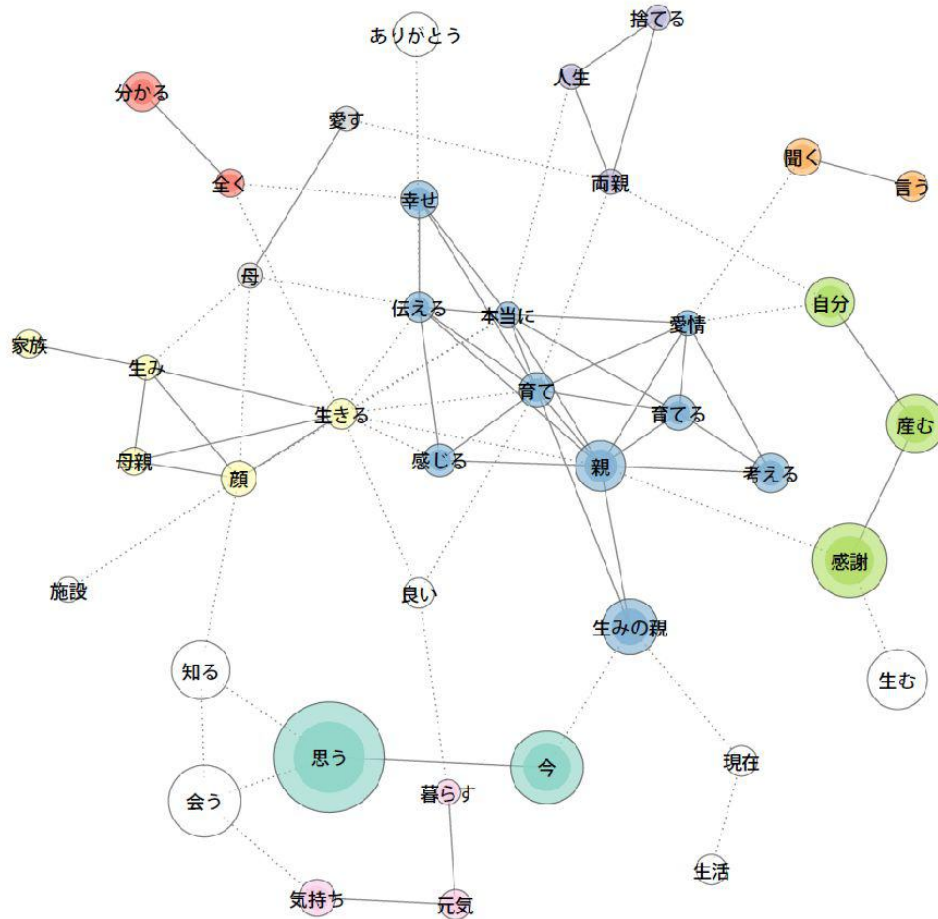 捨てる
ありがとう
人生
分かる
愛す
聞く
全く
両親
言う
幸せ
母
自分
伝える
本当に
愛情
家族
生み
生きる
育て
育てる
産む
母親
感じる
親
考える
顔
感謝
施設
良い
生みの親
知る
生む
思う
今
現在
会う
暮らす
生活
気持ち
元気